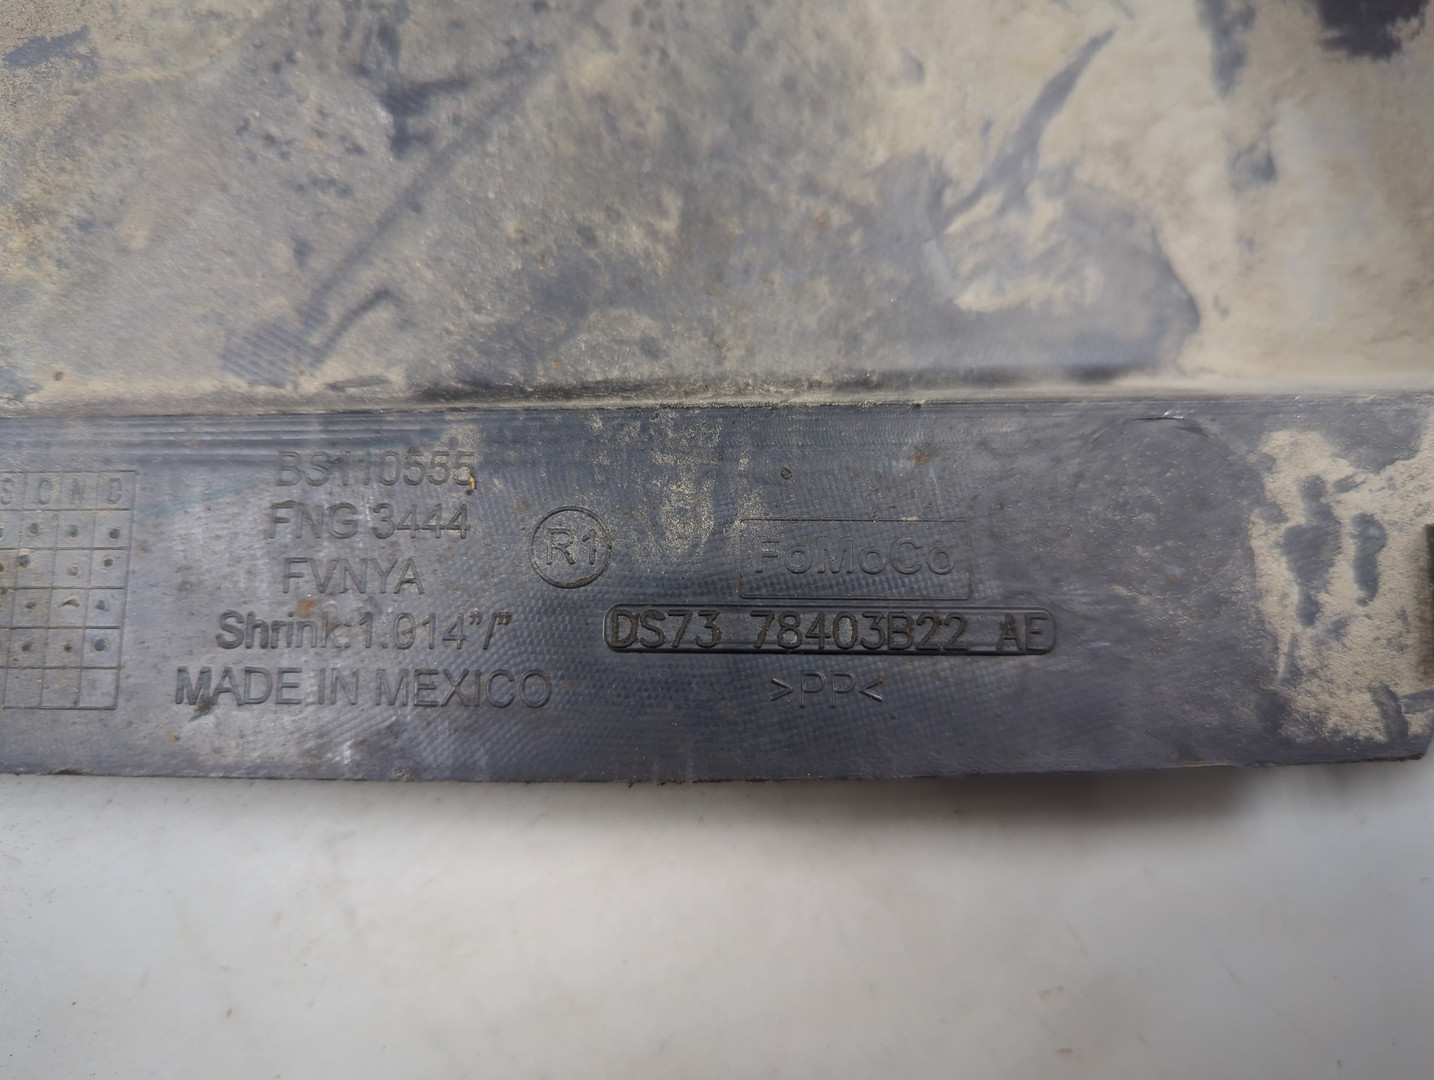 S O N D
BS110555
FNG 3444
FVNYA
Shrink: 1.014"/"
MADE IN MEXICO
R1
FoMoCo
DS73 78403B22 AE
>PP<